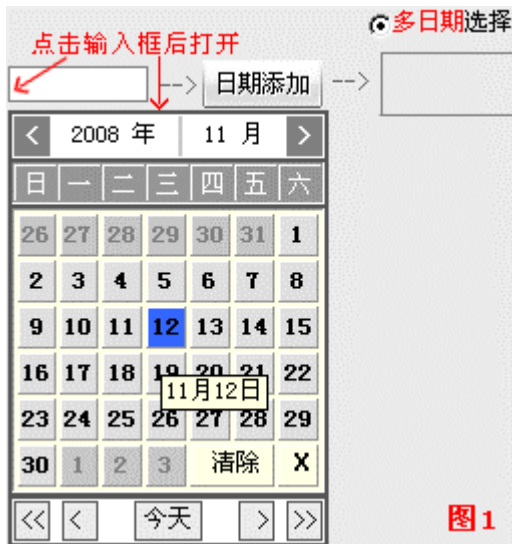 多日期选择
点击输入框后打开
--> 日期添加 -->
< 2008 年 11 月 >
日 一 二 三 四 五 六
26 27 28 29 30 31 1
2 3 4 5 6 7 8
9 10 11 12 13 14 15
16 17 18 19 20 21 22
11月12日
23 24 25 26 27 28 29
30 1 2 3 清除 X
<< < 今天 > >>
图1